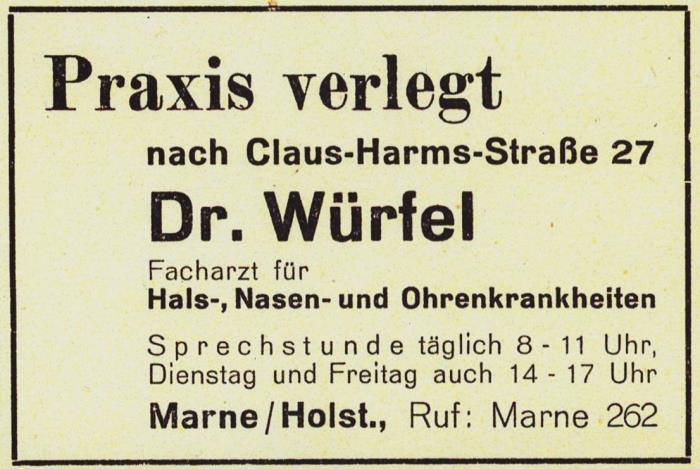 Praxis verlegt
nach Claus-Harms-Straße 27
Dr. Würfel
Facharzt für
Hals-, Nasen- und Ohrenkrankheiten
Sprechstunde täglich 8 - 11 Uhr,
Dienstag und Freitag auch 14 - 17 Uhr
Marne/Holst., Ruf: Marne 262